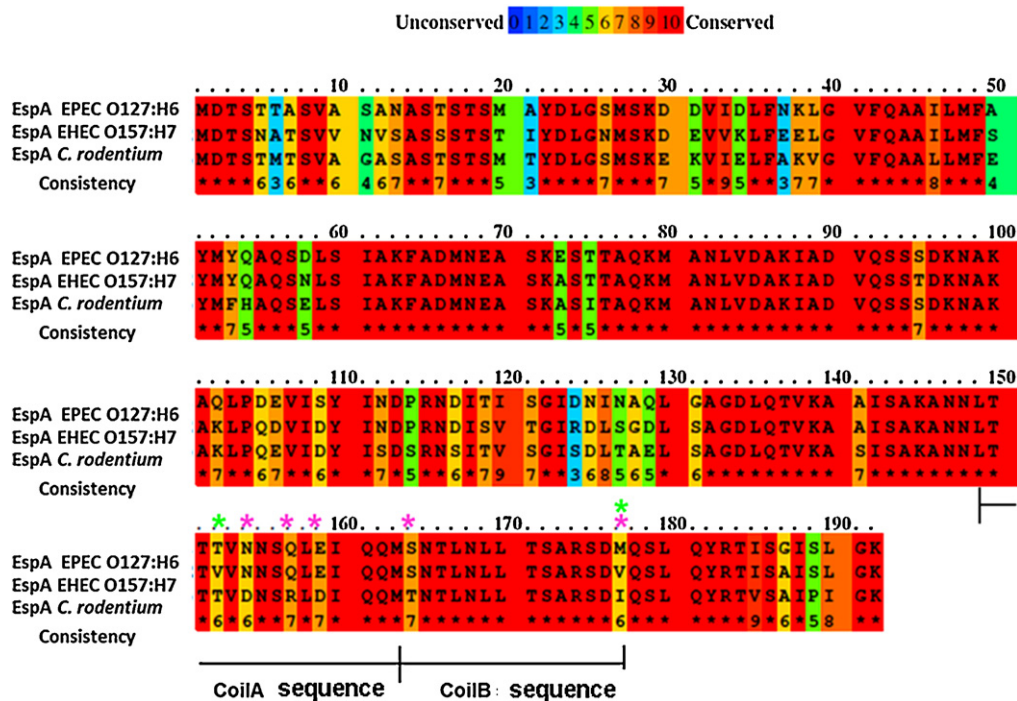 Unconserved 0 1 2 3 4 5 6 7 8 9 10 Conserved
. . . . . . . . . 10 . . . . . . . . . 20 . . . . . . . . . 30 . . . . . . . . . 40 . . . . . . . . . 50
EspA EPEC O127:H6 MDTSTTASVA SANASTSTSM AYDLGSMSKD DVIDLFNKLG VFQAAILMFA
EspA EHEC O157:H7 MDTSNATSVV NVSASSSTST IYDLGNMSKD EVVKLFEELG VFQAAILMFS
EspA C. rodentium MDTSTMTSVA GASASTSTSM TYDLGSMSKE KVIELFAKVG VFQAALLMFE
Consistency ****636**6 467**7***5 3****7***7 5*95**377* *****8***4
. . . . . . . . . 60 . . . . . . . . . 70 . . . . . . . . . 80 . . . . . . . . . 90 . . . . . . . . . 100
EspA EPEC O127:H6 YMYQAQSDLS IAKFADMNEA SKESTTAQKM ANLVDAKIAD VQSSSDKNAK
EspA EHEC O157:H7 YMYQAQSNLS IAKFADMNEA SKASTTAQKM ANLVDAKIAD VQSSTDKNAK
EspA C. rodentium YMFHAQSELS IAKFADMNEA SKASITAQKM ANLVDAKIAD VQSSSDKNAK
Consistency **75***5** ********** **5*5***** ********** ****7*****
. . . . . . . . . 110 . . . . . . . . . 120 . . . . . . . . . 130 . . . . . . . . . 140 . . . . . . . . . 150
EspA EPEC O127:H6 AQLPDEVISY INDPRNDITI SGIDNINAQL GAGDLQTVKA AISAKANNLT
EspA EHEC O157:H7 AKLPQDVIDY INDPRNDISV TGIRDLSGDL SAGDLQTVKA AISAKANNLT
EspA C. rodentium AKLPQEVIDY ISDSRNSITV SGISDLTAEL SAGDLQTVKA AISAKANNLT
Consistency *7**67**6* *7*5**6*79 7**368565* 6********* 7*********
* * * * * * *
. . . . . . . . . 160 . . . . . . . . . 170 . . . . . . . . . 180 . . . . . . . . . 190 . .
EspA EPEC O127:H6 TTVNNSQLEI QQMSNTLNLL TSARSDMQSL QYRTISGISL GK
EspA EHEC O157:H7 TVVNNSQLEI QQMSNTLNLL TSARSDVQSL QYRTISAISL GK
EspA C. rodentium TTVDNSRLDI QQMTNTLNLL TSARSDIQSL QYRTVSAIPI GK
Consistency *6*6**7*7* ***7****** ******6*** ****9*6*58 **
CoilA sequence CoilB : sequence